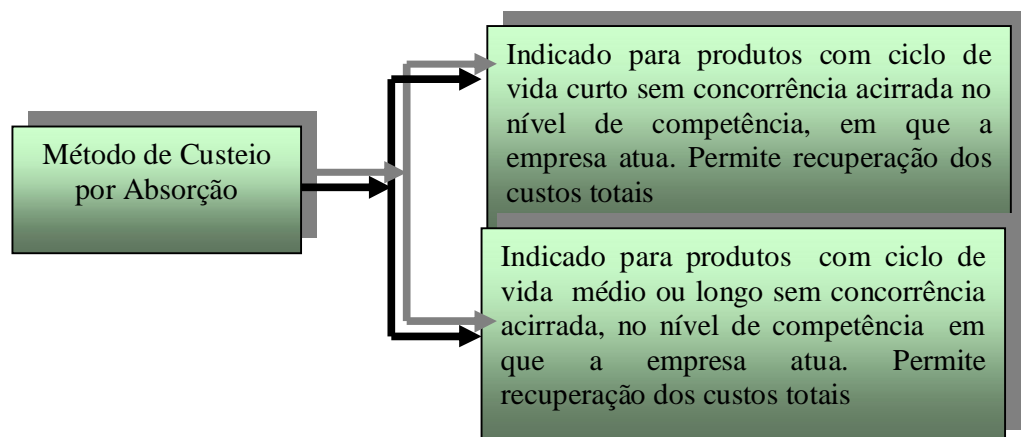 Método de Custeio
por Absorção
Indicado para produtos com ciclo de
vida curto sem concorrência acirrada no
nível de competência, em que a
empresa atua. Permite recuperação dos
custos totais
Indicado para produtos com ciclo de
vida médio ou longo sem concorrência
acirrada, no nível de competência em
que a empresa atua. Permite
recuperação dos custos totais